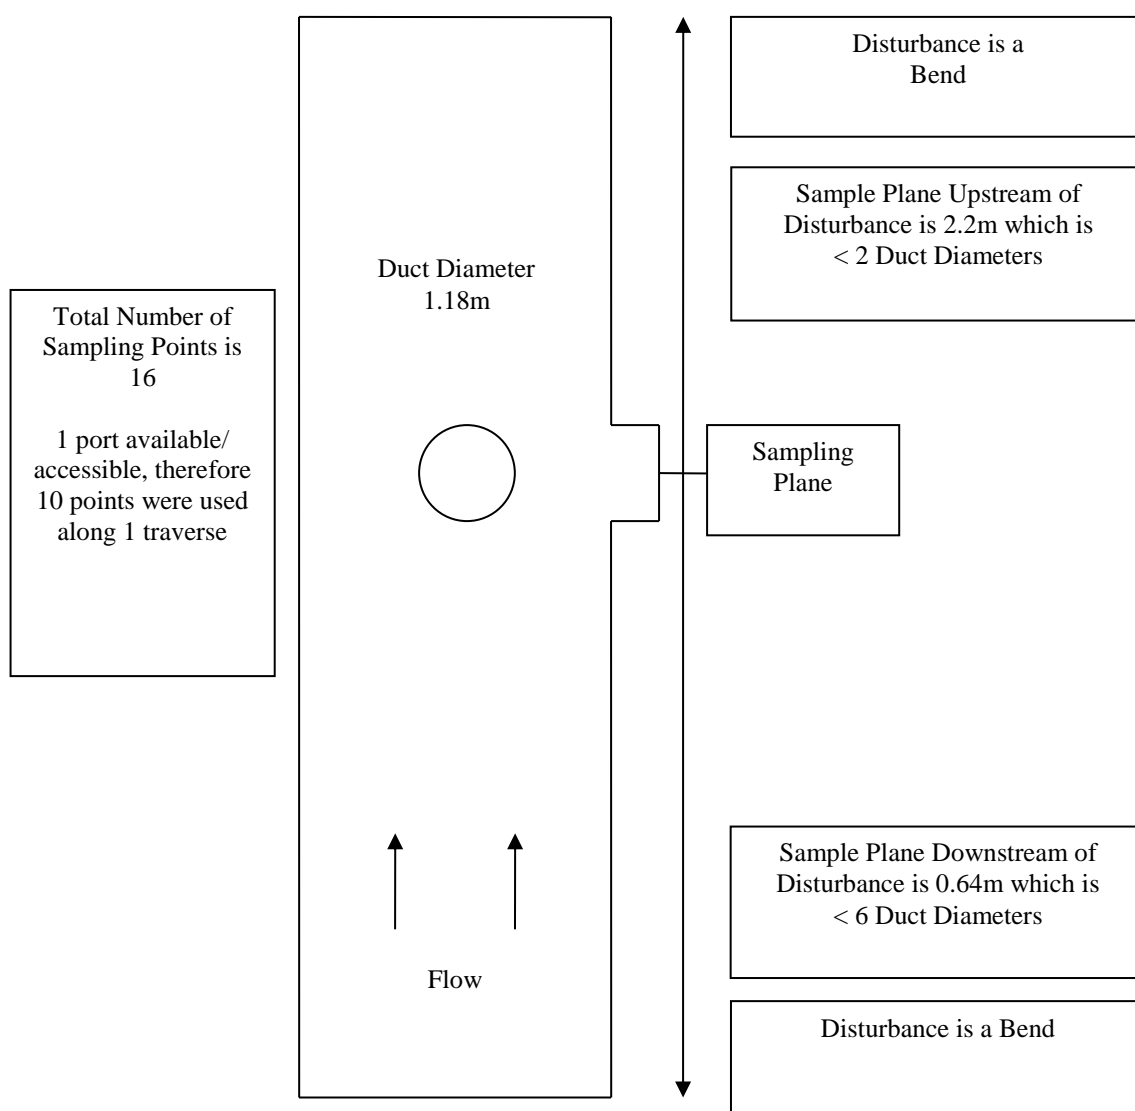 Disturbance is a
Bend
Sample Plane Upstream of
Disturbance is 2.2m which is
< 2 Duct Diameters
Duct Diameter
1.18m
Total Number of
Sampling Points is
16
1 port available/
accessible, therefore
10 points were used
along 1 traverse
Sampling
Plane
Sample Plane Downstream of
Disturbance is 0.64m which is
< 6 Duct Diameters
Flow
Disturbance is a Bend